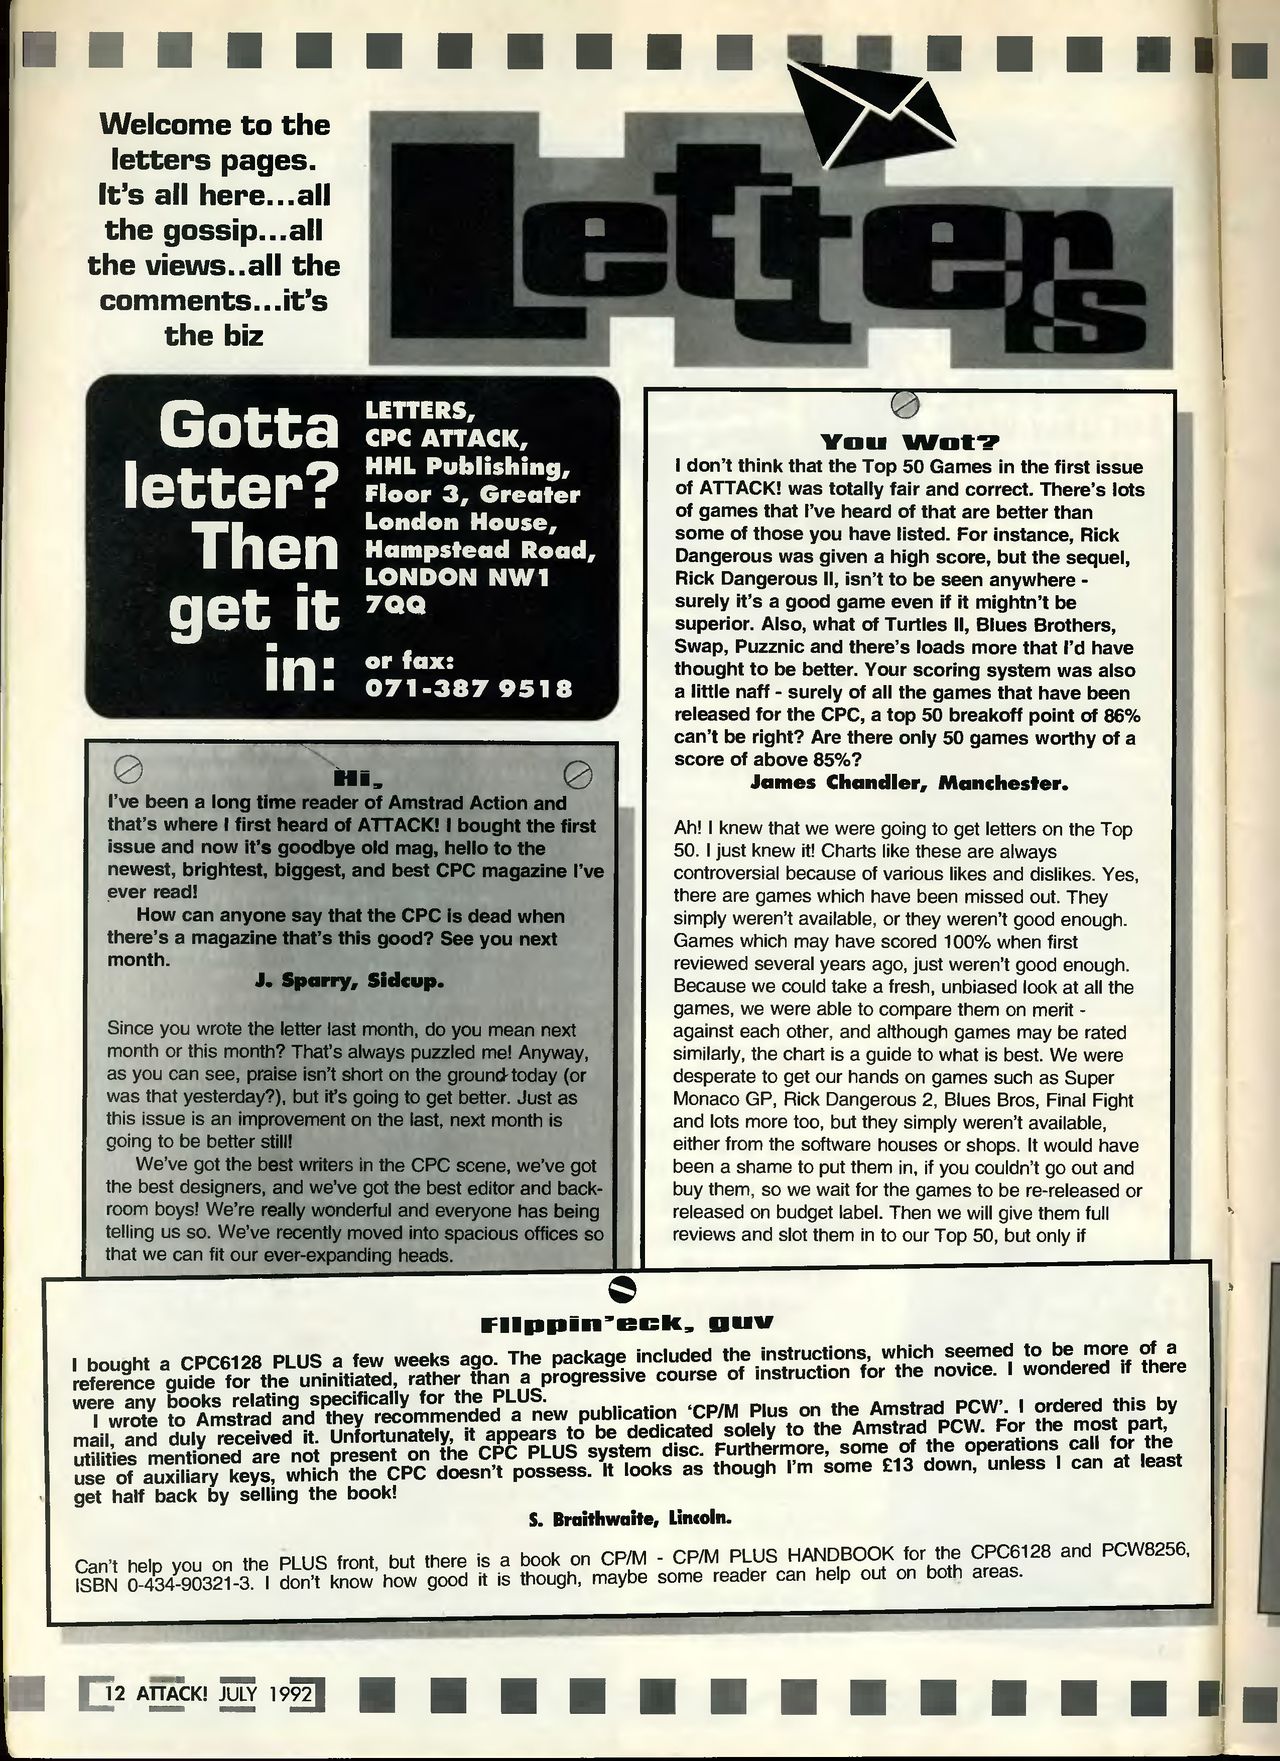 Welcome to the
letters pages.
It's all here...all
the gossip...all
the views..all the
comments...it's
the biz
Letters
Gotta
letter?
Then
get it
in:
LETTERS,
CPC ATTACK,
HHL Publishing,
Floor 3, Greater
London House,
Hampstead Road,
LONDON NW1
7QQ
or fax:
071-387 9518
Hi,
I've been a long time reader of Amstrad Action and
that's where I first heard of ATTACK! I bought the first
issue and now it's goodbye old mag, hello to the
newest, brightest, biggest, and best CPC magazine I've
ever read!
How can anyone say that the CPC is dead when
there's a magazine that's this good? See you next
month.
J. Sparry, Sidcup.
Since you wrote the letter last month, do you mean next
month or this month? That's always puzzled me! Anyway,
as you can see, praise isn't short on the ground today (or
was that yesterday?), but it's going to get better. Just as
this issue is an improvement on the last, next month is
going to be better still!
We've got the best writers in the CPC scene, we've got
the best designers, and we've got the best editor and back-
room boys! We're really wonderful and everyone has being
telling us so. We've recently moved into spacious offices so
that we can fit our ever-expanding heads.
You Wot?
I don't think that the Top 50 Games in the first issue
of ATTACK! was totally fair and correct. There's lots
of games that I've heard of that are better than
some of those you have listed. For instance, Rick
Dangerous was given a high score, but the sequel,
Rick Dangerous II, isn't to be seen anywhere -
surely it's a good game even if it mightn't be
superior. Also, what of Turtles II, Blues Brothers,
Swap, Puzznic and there's loads more that I'd have
thought to be better. Your scoring system was also
a little naff - surely of all the games that have been
released for the CPC, a top 50 breakoff point of 86%
can't be right? Are there only 50 games worthy of a
score of above 85%?
James Chandler, Manchester.
Ah! I knew that we were going to get letters on the Top
50. I just knew it! Charts like these are always
controversial because of various likes and dislikes. Yes,
there are games which have been missed out. They
simply weren't available, or they weren't good enough.
Games which may have scored 100% when first
reviewed several years ago, just weren't good enough.
Because we could take a fresh, unbiased look at all the
games, we were able to compare them on merit -
against each other, and although games may be rated
similarly, the chart is a guide to what is best. We were
desperate to get our hands on games such as Super
Monaco GP, Rick Dangerous 2, Blues Bros, Final Fight
and lots more too, but they simply weren't available,
either from the software houses or shops. It would have
been a shame to put them in, if you couldn't go out and
buy them, so we wait for the games to be re-released or
released on budget label. Then we will give them full
reviews and slot them in to our Top 50, but only if
Flippin'eck, guv
I bought a CPC6128 PLUS a few weeks ago. The package included the instructions, which seemed to be more of a
reference guide for the uninitiated, rather than a progressive course of instruction for the novice. I wondered if there
were any books relating specifically for the PLUS.
I wrote to Amstrad and they recommended a new publication 'CP/M Plus on the Amstrad PCW'. I ordered this by
mail, and duly received it. Unfortunately, it appears to be dedicated solely to the Amstrad PCW. For the most part,
utilities mentioned are not present on the CPC PLUS system disc. Furthermore, some of the operations call for the
use of auxiliary keys, which the CPC doesn't possess. It looks as though I'm some £13 down, unless I can at least
get half back by selling the book!
S. Braithwaite, Lincoln.
Can't help you on the PLUS front, but there is a book on CP/M - CP/M PLUS HANDBOOK for the CPC6128 and PCW8256,
ISBN 0-434-90321-3. I don't know how good it is though, maybe some reader can help out on both areas.
12 ATTACK! JULY 1992